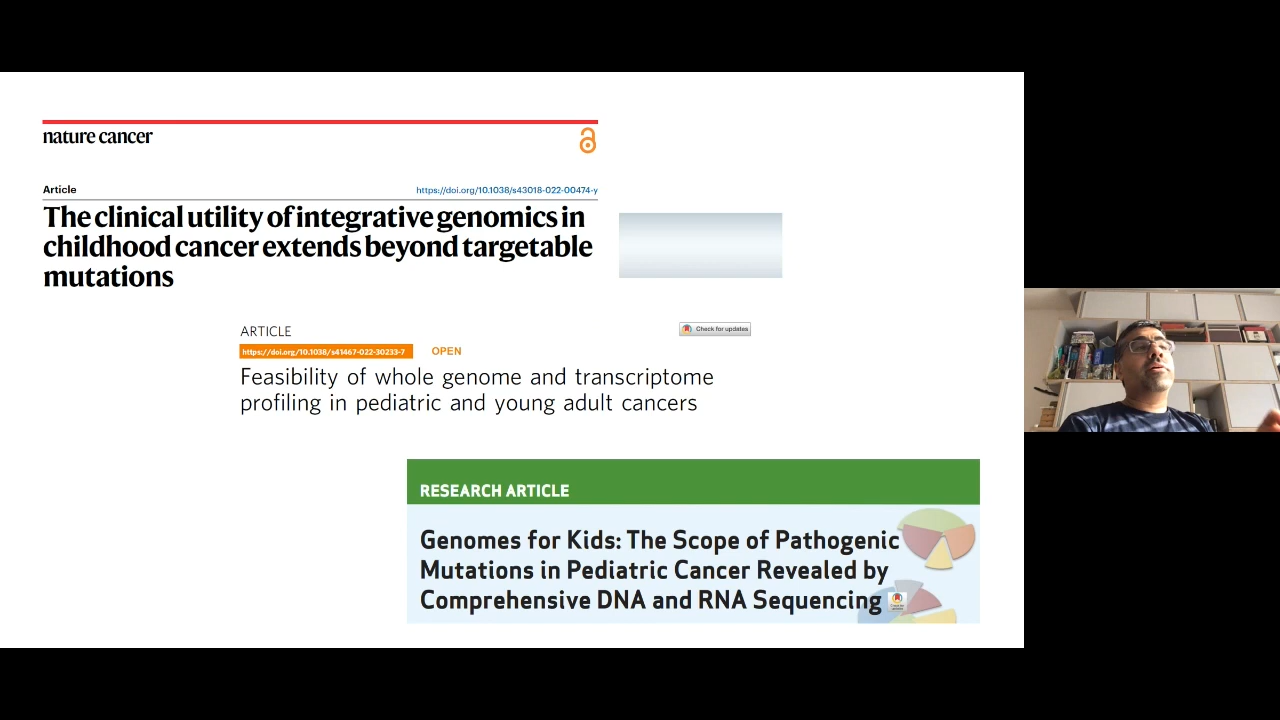 nature cancer
Article
https://doi.org/10.1038/s43018-022-00474-y
The clinical utility of integrative genomics in
childhood cancer extends beyond targetable
mutations
ARTICLE
Check for updates
https://doi.org/10.1038/s41467-022-30233-7
OPEN
Feasibility of whole genome and transcriptome
profiling in pediatric and young adult cancers
RESEARCH ARTICLE
Genomes for Kids: The Scope of Pathogenic
Mutations in Pediatric Cancer Revealed by
Comprehensive DNA and RNA Sequencing